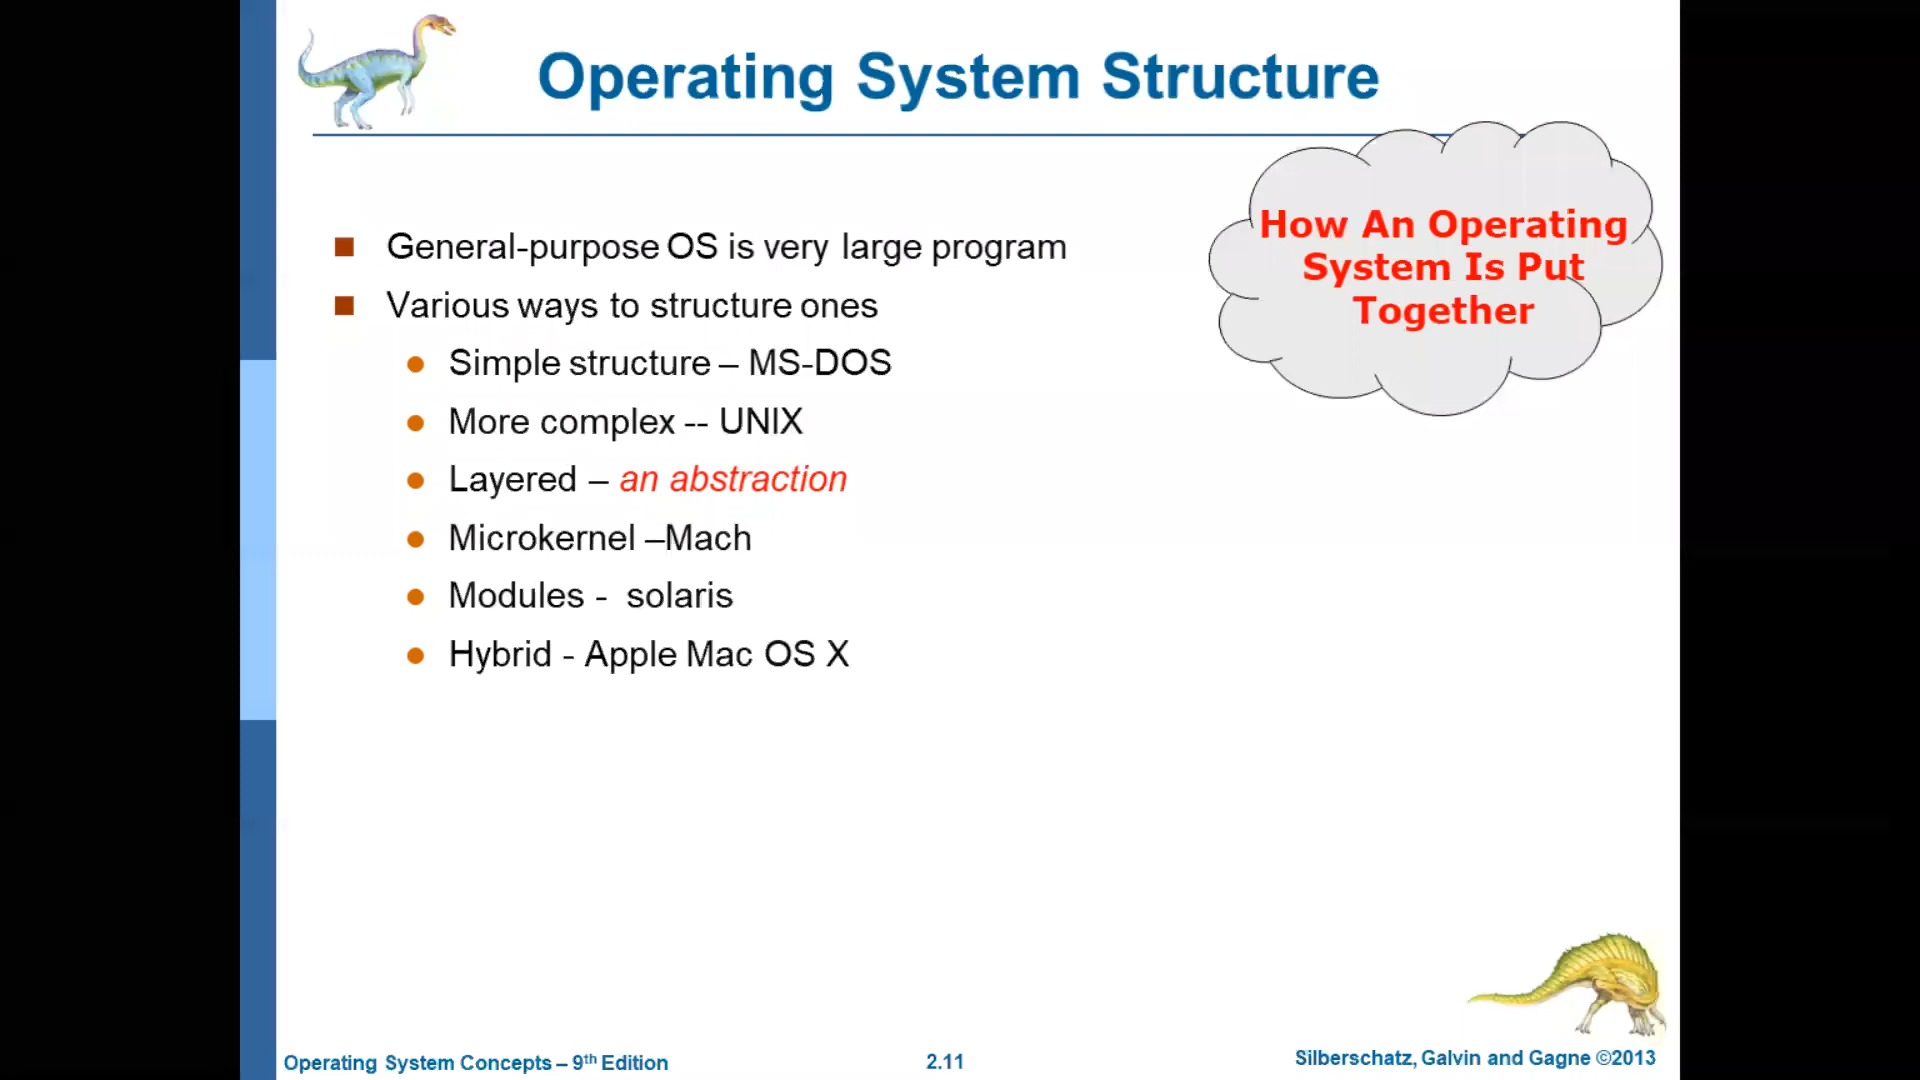 Operating System Structure
How An Operating
System Is Put
Together
General-purpose OS is very large program
Various ways to structure ones
Simple structure – MS-DOS
More complex -- UNIX
Layered – an abstraction
Microkernel –Mach
Modules - solaris
Hybrid - Apple Mac OS X
Operating System Concepts – 9th Edition
2.11
Silberschatz, Galvin and Gagne ©2013